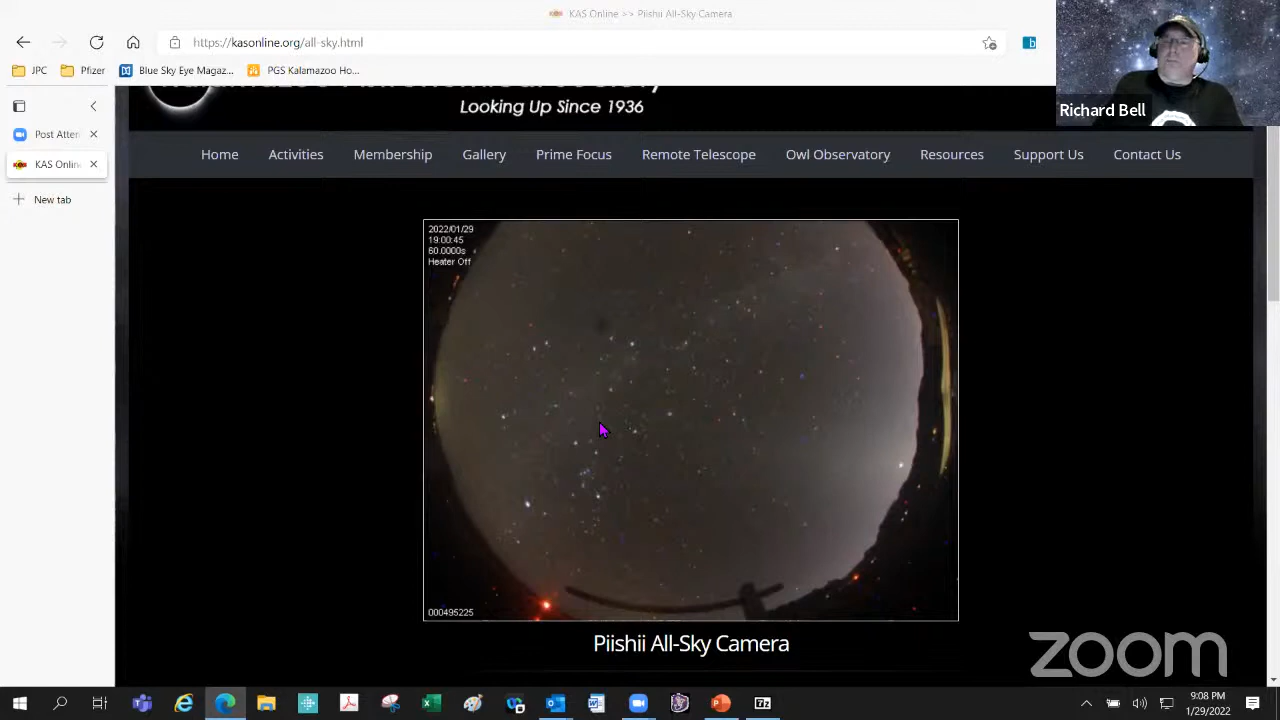 KAS Online >> Piishii All-Sky Camera
https://kasonline.org/all-sky.html
JPC
Pfizer
Blue Sky Eye Magaz...
PGS Kalamazoo Ho...
Richard Bell
Looking Up Since 1936
Post Atten
KAS Onlin
New tab
Home Activities Membership Gallery Prime Focus Remote Telescope Owl Observatory Resources Support Us Contact Us
2022/01/29
19:00:45
60.0000s
Heater Off
000495225
Piishii All-Sky Camera
zoom
9:08 PM
1/29/2022